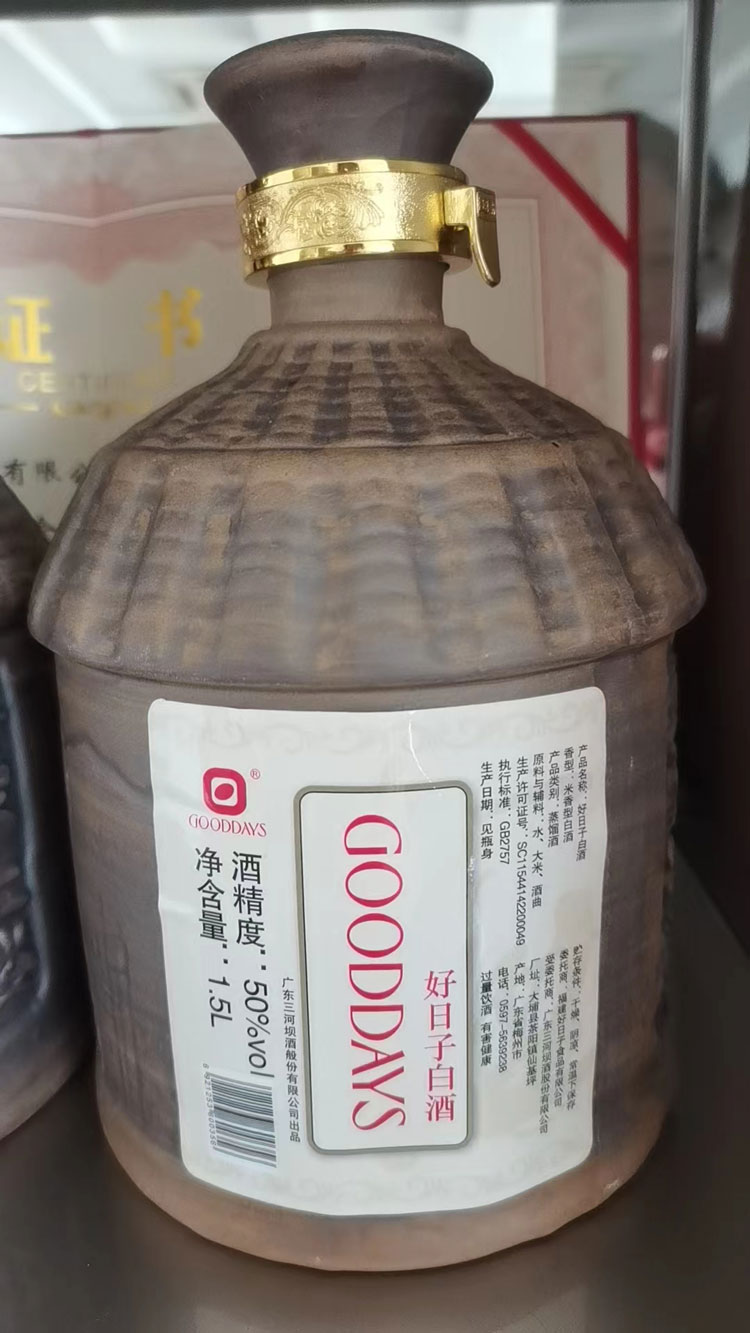 证书
有限公
GOODDAYS
®
酒精度：50%vol
净含量：1.5L
广东三河坝酒股份有限公司出品
GOODDAYS
好日子白酒
产品名称：好日子白酒
香型：米香型白酒
产品类别：蒸馏酒
原料与辅料：水、大米、酒曲
生产许可证号：SC11544142200049
执行标准：GB2757
生产日期：见瓶身
贮存条件：干燥、阴凉、常温下保存
委托商：福建好日子食品有限公司
受委托商：广东三河坝酒股份有限公司
厂址：大埔县茶阳镇仙基坪
产地：广东省梅州市
电话：0597-5639298
过量饮酒 有害健康